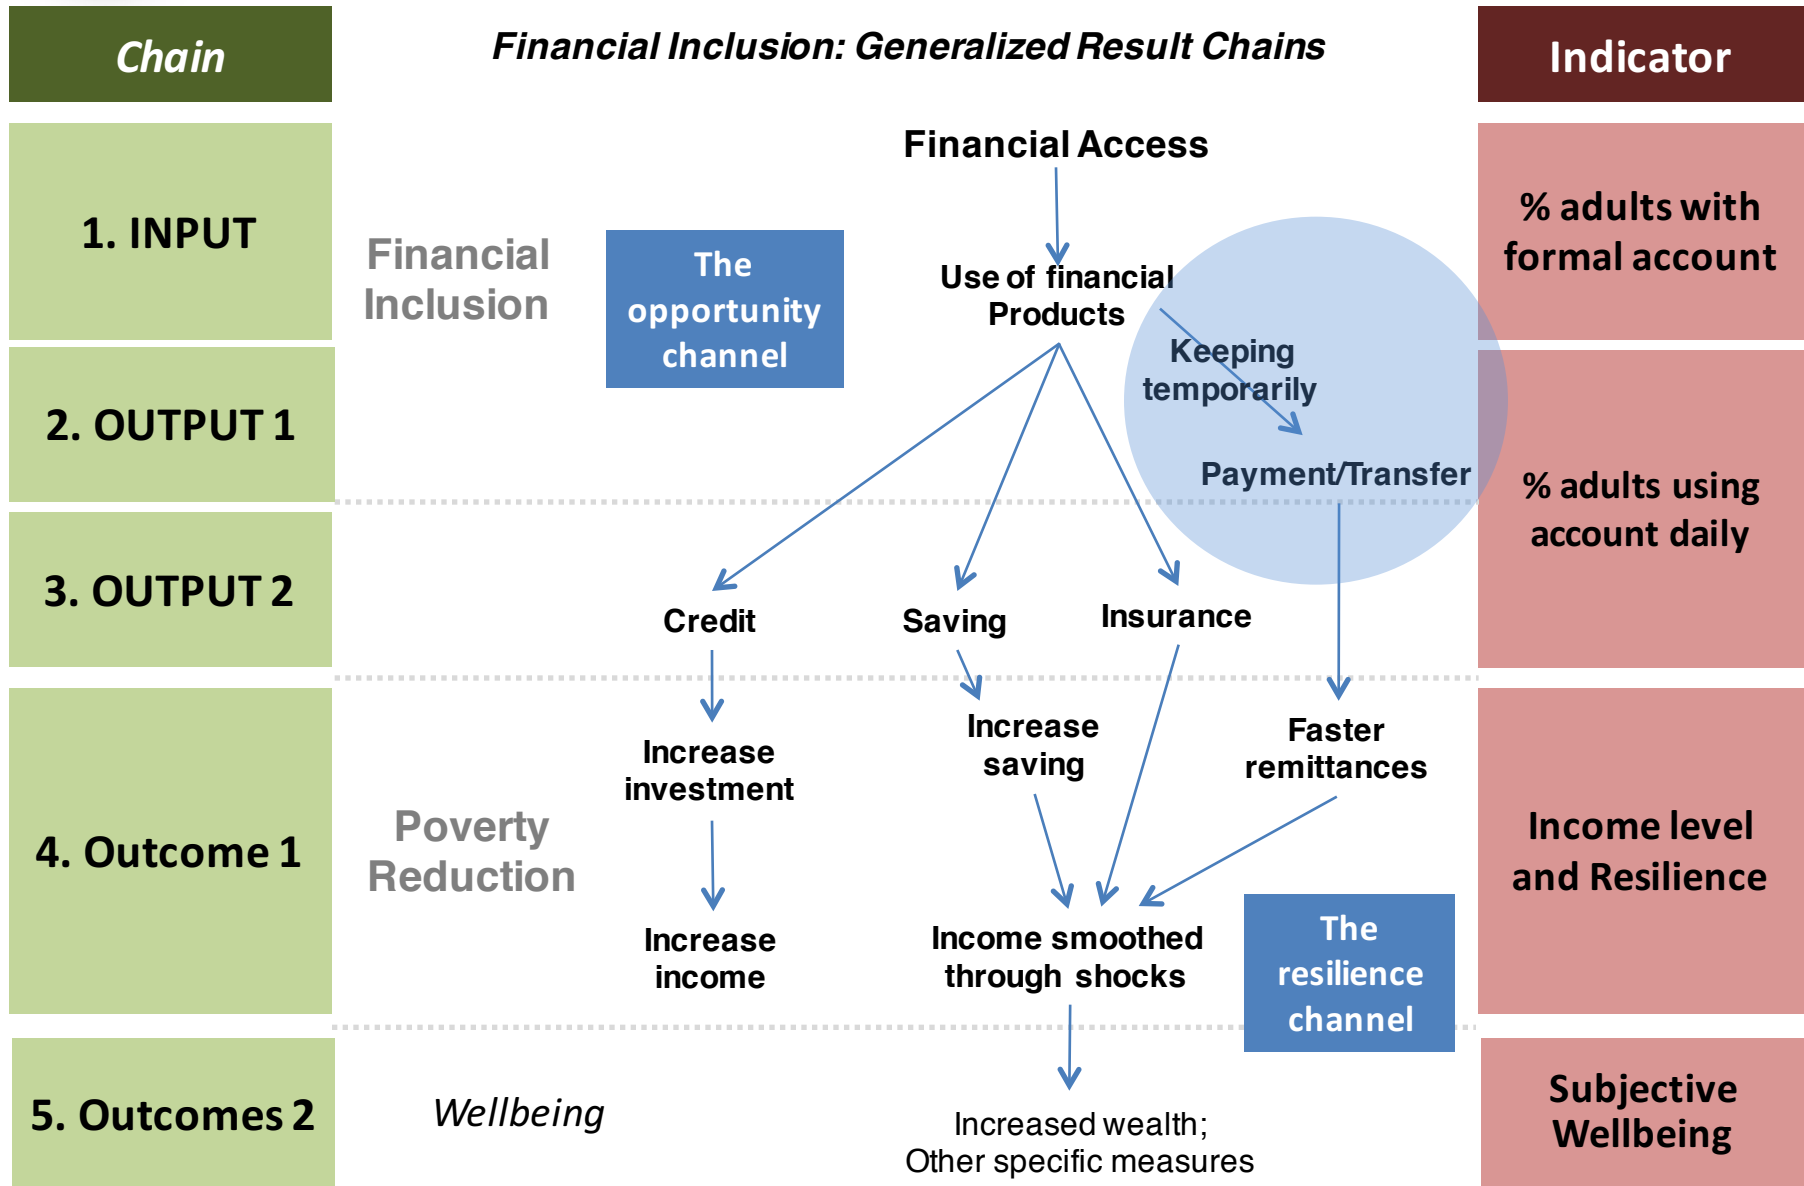 Chain
Financial Inclusion: Generalized Result Chains
Indicator
1. INPUT
Financial
Inclusion
The
opportunity
channel
Financial Access
Use of financial
Products
% adults with
formal account
2. OUTPUT 1
Keeping
temporarily
Payment/Transfer
% adults using
account daily
3. OUTPUT 2
Credit
Saving
Insurance
4. Outcome 1
Poverty
Reduction
Increase
investment
Increase
saving
Faster
remittances
Increase
income
Income smoothed
through shocks
The
resilience
channel
Income level
and Resilience
5. Outcomes 2
Wellbeing
Increased wealth;
Other specific measures
Subjective
Wellbeing